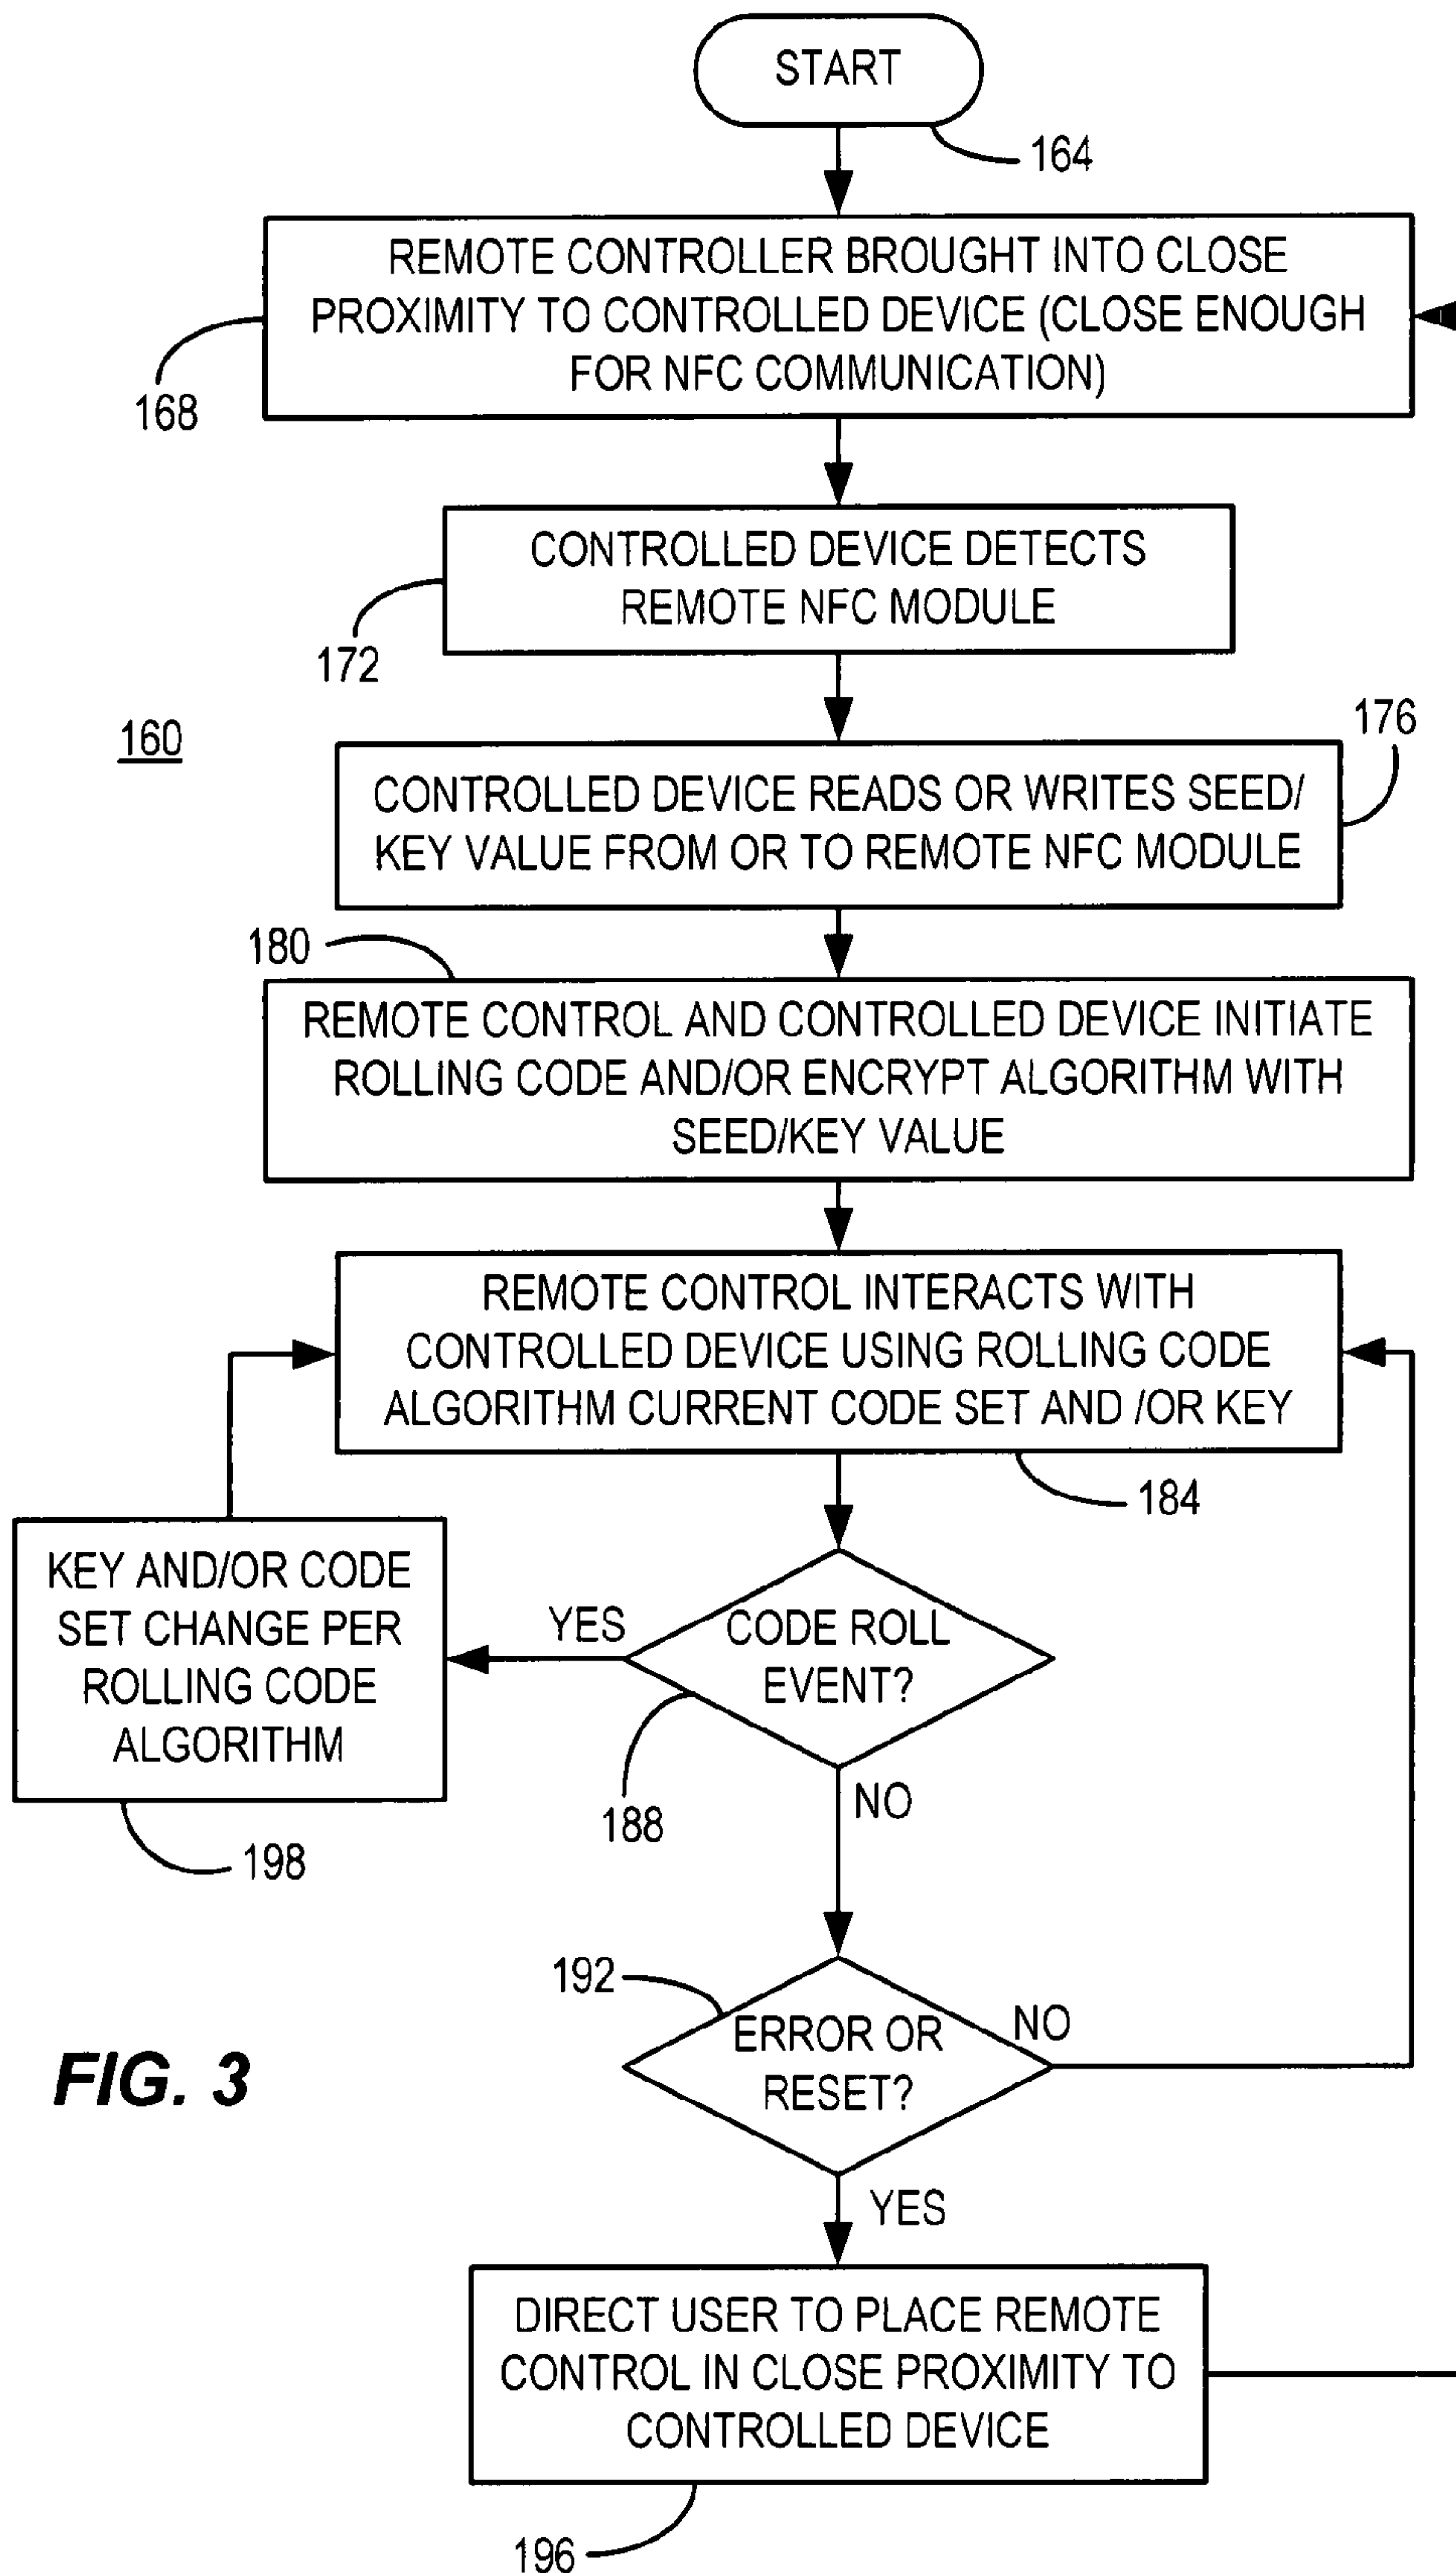 START
164
REMOTE CONTROLLER BROUGHT INTO CLOSE
PROXIMITY TO CONTROLLED DEVICE (CLOSE ENOUGH
FOR NFC COMMUNICATION)
168
CONTROLLED DEVICE DETECTS
REMOTE NFC MODULE
172
160
176
CONTROLLED DEVICE READS OR WRITES SEED/
KEY VALUE FROM OR TO REMOTE NFC MODULE
180
REMOTE CONTROL AND CONTROLLED DEVICE INITIATE
ROLLING CODE AND/OR ENCRYPT ALGORITHM WITH
SEED/KEY VALUE
REMOTE CONTROL INTERACTS WITH
CONTROLLED DEVICE USING ROLLING CODE
ALGORITHM CURRENT CODE SET AND /OR KEY
184
KEY AND/OR CODE
SET CHANGE PER
ROLLING CODE
ALGORITHM
198
YES
CODE ROLL
EVENT?
188
NO
192
ERROR OR
RESET?
NO
FIG. 3
YES
DIRECT USER TO PLACE REMOTE
CONTROL IN CLOSE PROXIMITY TO
CONTROLLED DEVICE
196